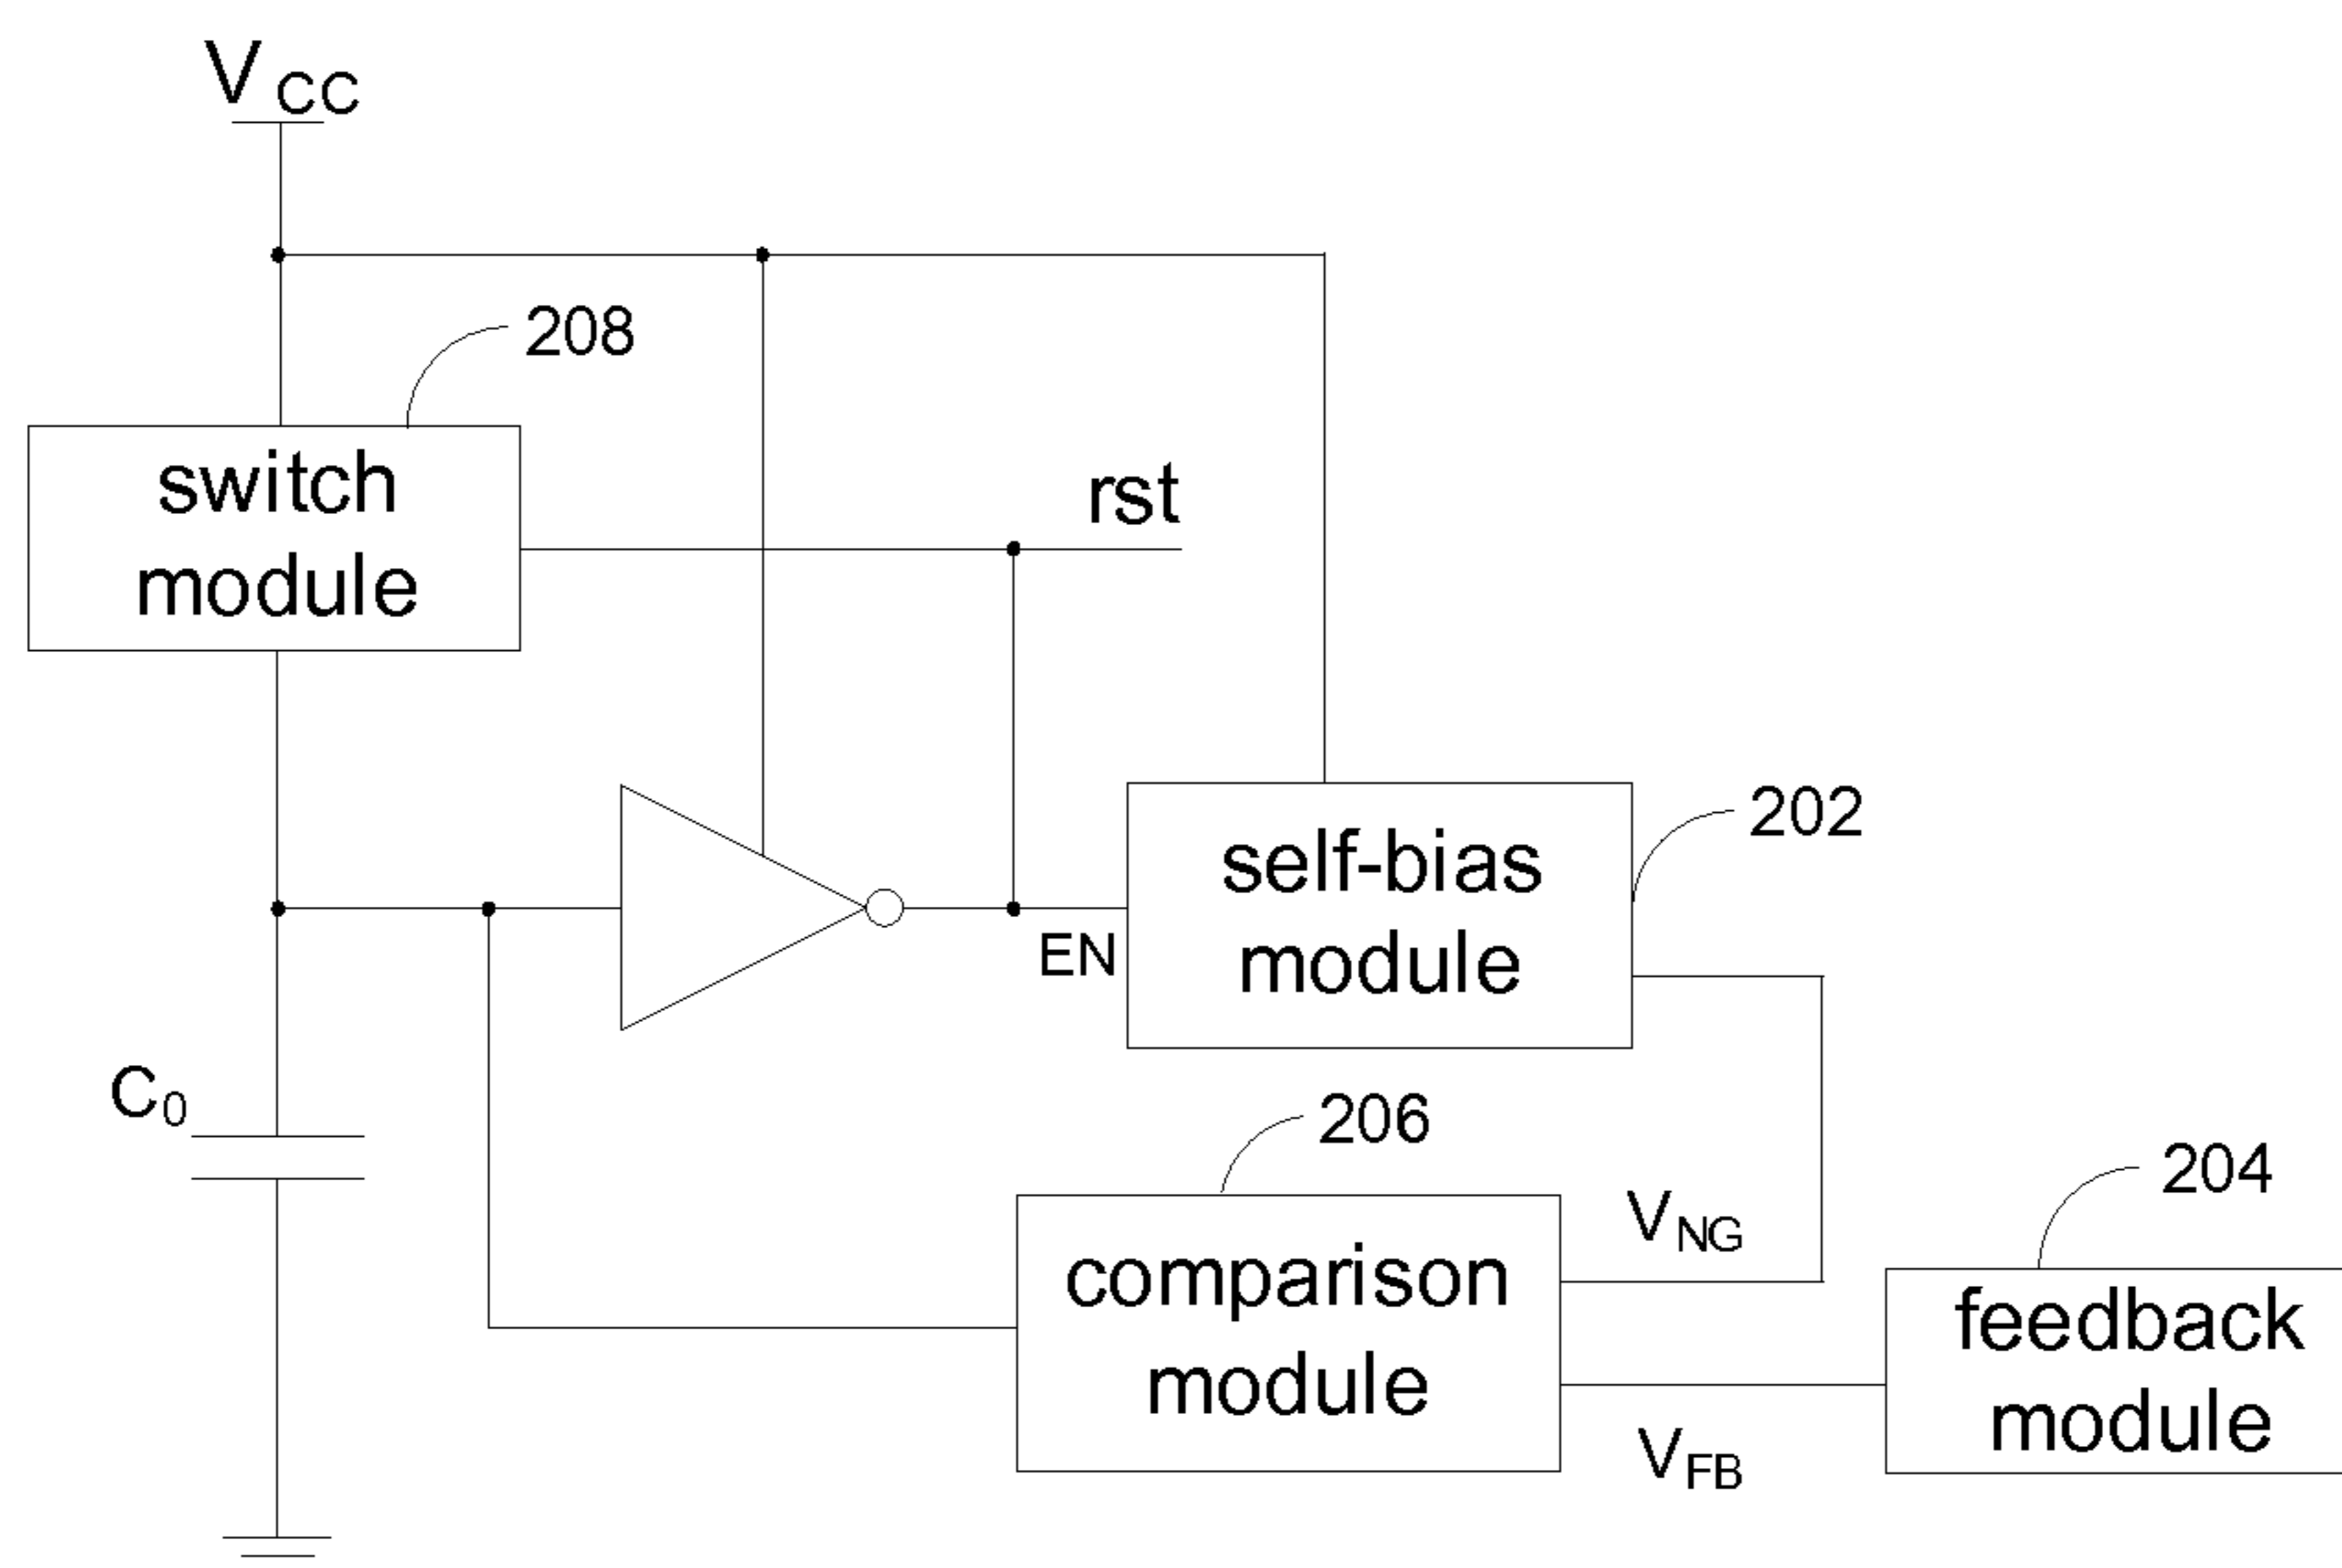 VCC
208
switch
module
rst
202
self-bias
module
EN
C0
206
204
VNG
comparison
module
feedback
module
VFB